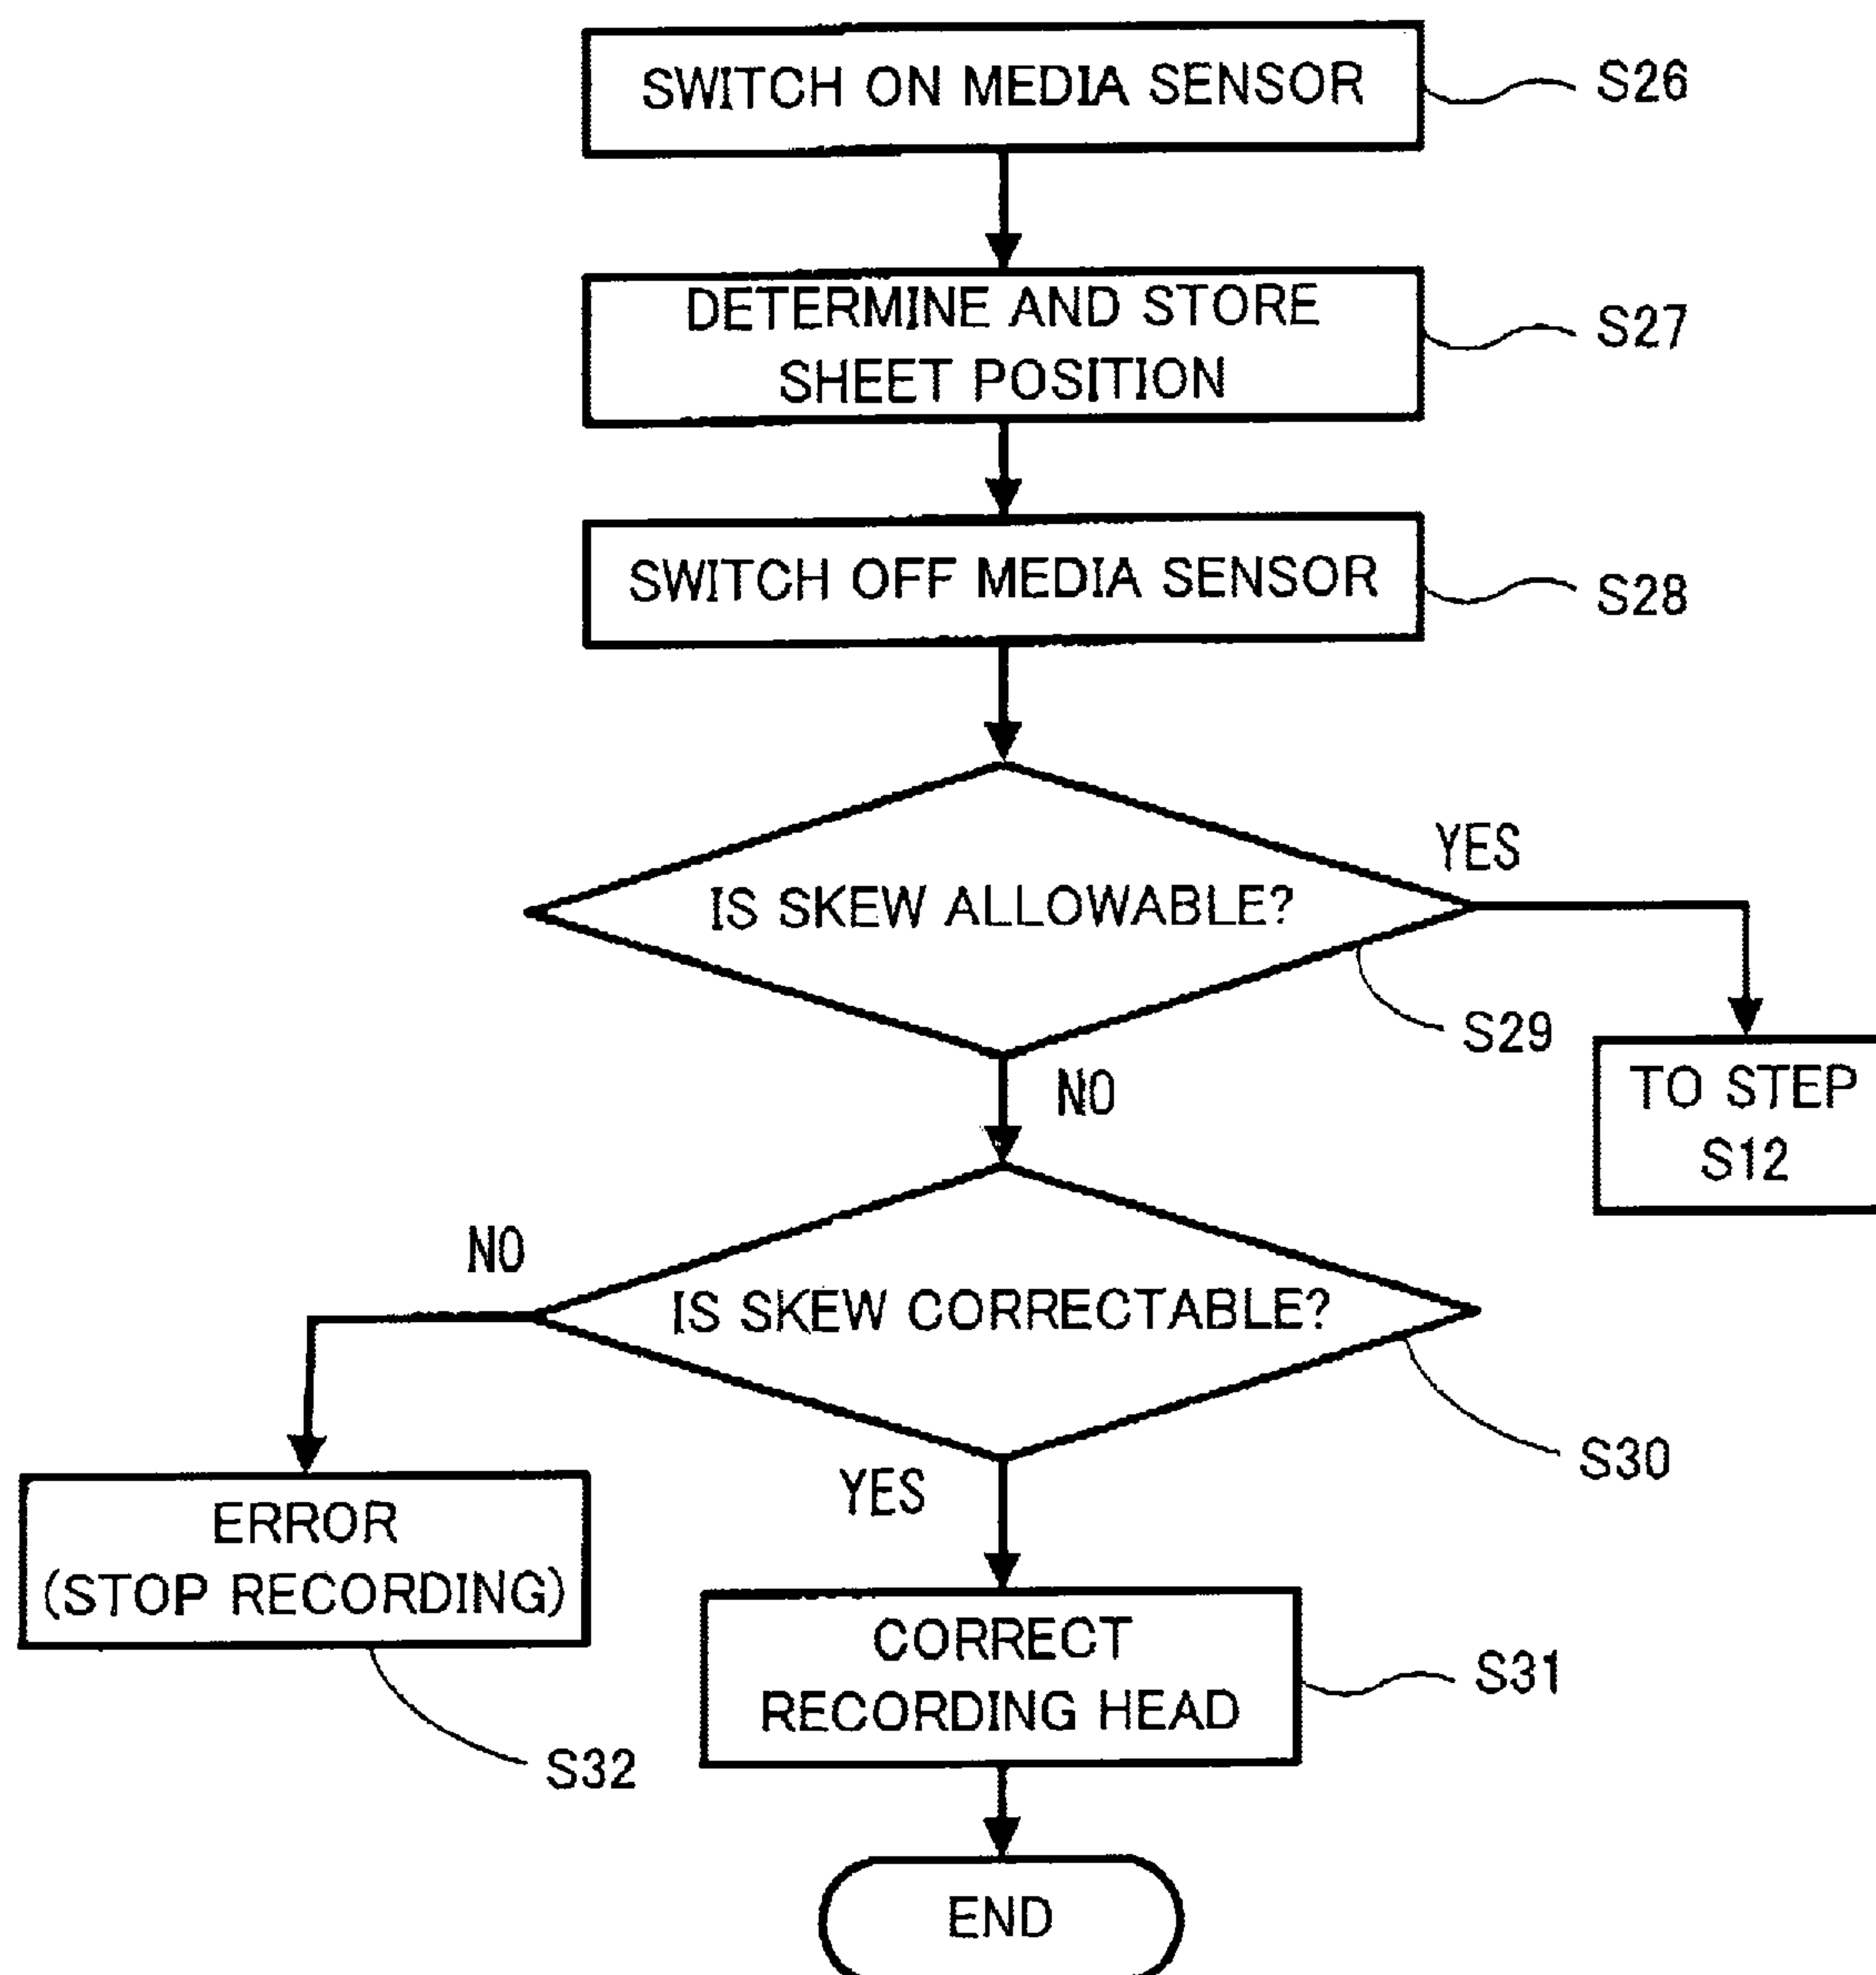 SWITCH ON MEDIA SENSOR
S26
DETERMINE AND STORE
SHEET POSITION
S27
SWITCH OFF MEDIA SENSOR
S28
IS SKEW ALLOWABLE?
YES
S29
NO
TO STEP
S12
IS SKEW CORRECTABLE?
NO
S30
YES
ERROR
(STOP RECORDING)
S32
CORRECT
RECORDING HEAD
S31
END